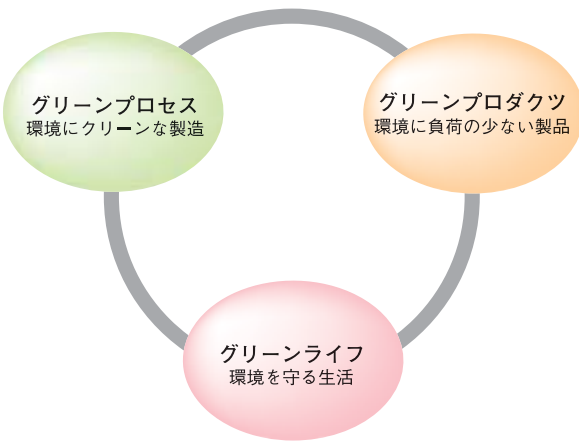 グリーンプロセス
環境にクリーンな製造
グリーンプロダクツ
環境に負荷の少ない製品
グリーンライフ
環境を守る生活